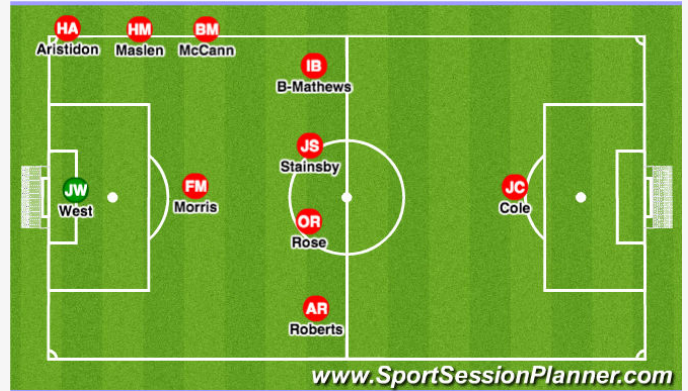 HA HM BM
Aristidon Maslen McCann
IB
B-Mathews
JS
Stainsby
JW FM JC
West Morris Cole
OR
Rose
AR
Roberts
www.SportSessionPlanner.com